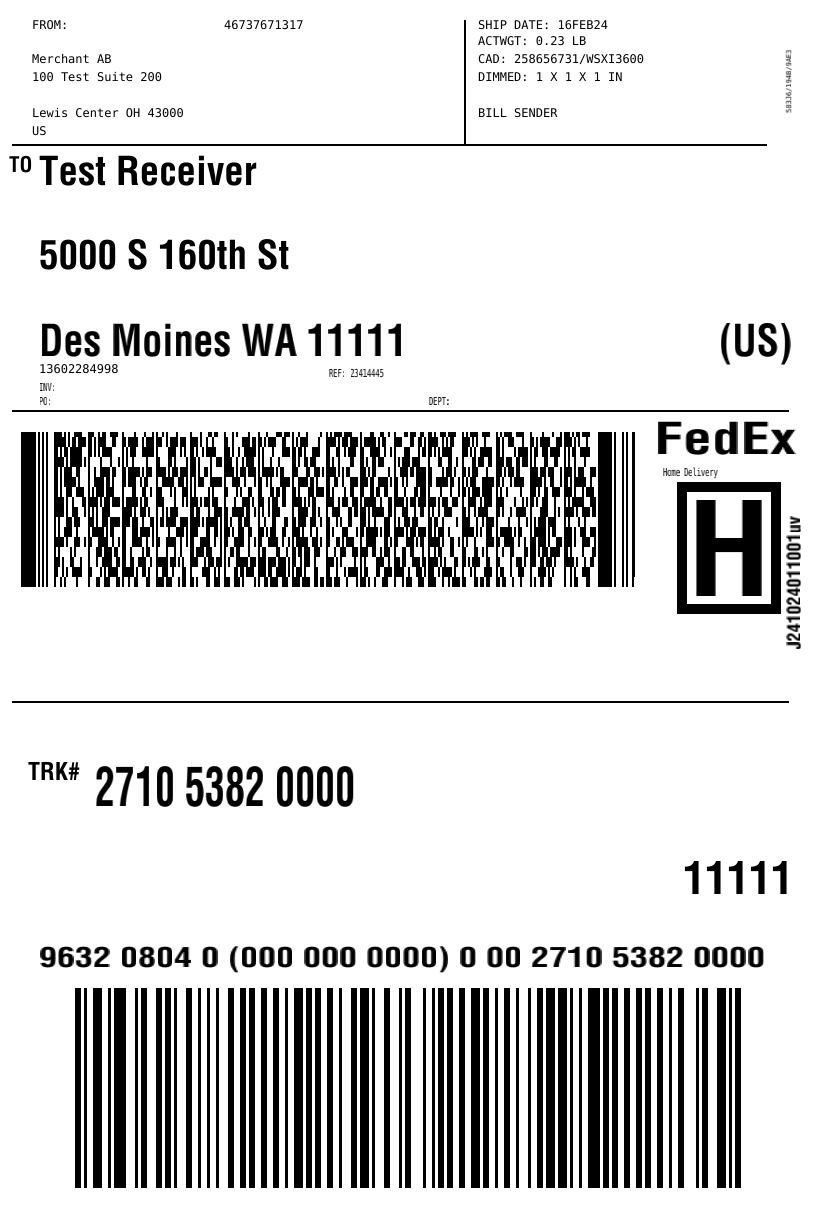 FROM: 46737671317
Merchant AB
100 Test Suite 200
Lewis Center OH 43000
US
SHIP DATE: 16FEB24
ACTWGT: 0.23 LB
CAD: 258656731/WSXI3600
DIMMED: 1 X 1 X 1 IN
BILL SENDER
583J6/194B/9AE3
TO Test Receiver
5000 S 160th St
Des Moines WA 11111 (US)
13602284998 REF: 23414445
INV:
PO: DEPT:
FedEx
Home Delivery
H
J241024011001uv
TRK# 2710 5382 0000
11111
9632 0804 0 (000 000 0000) 0 00 2710 5382 0000